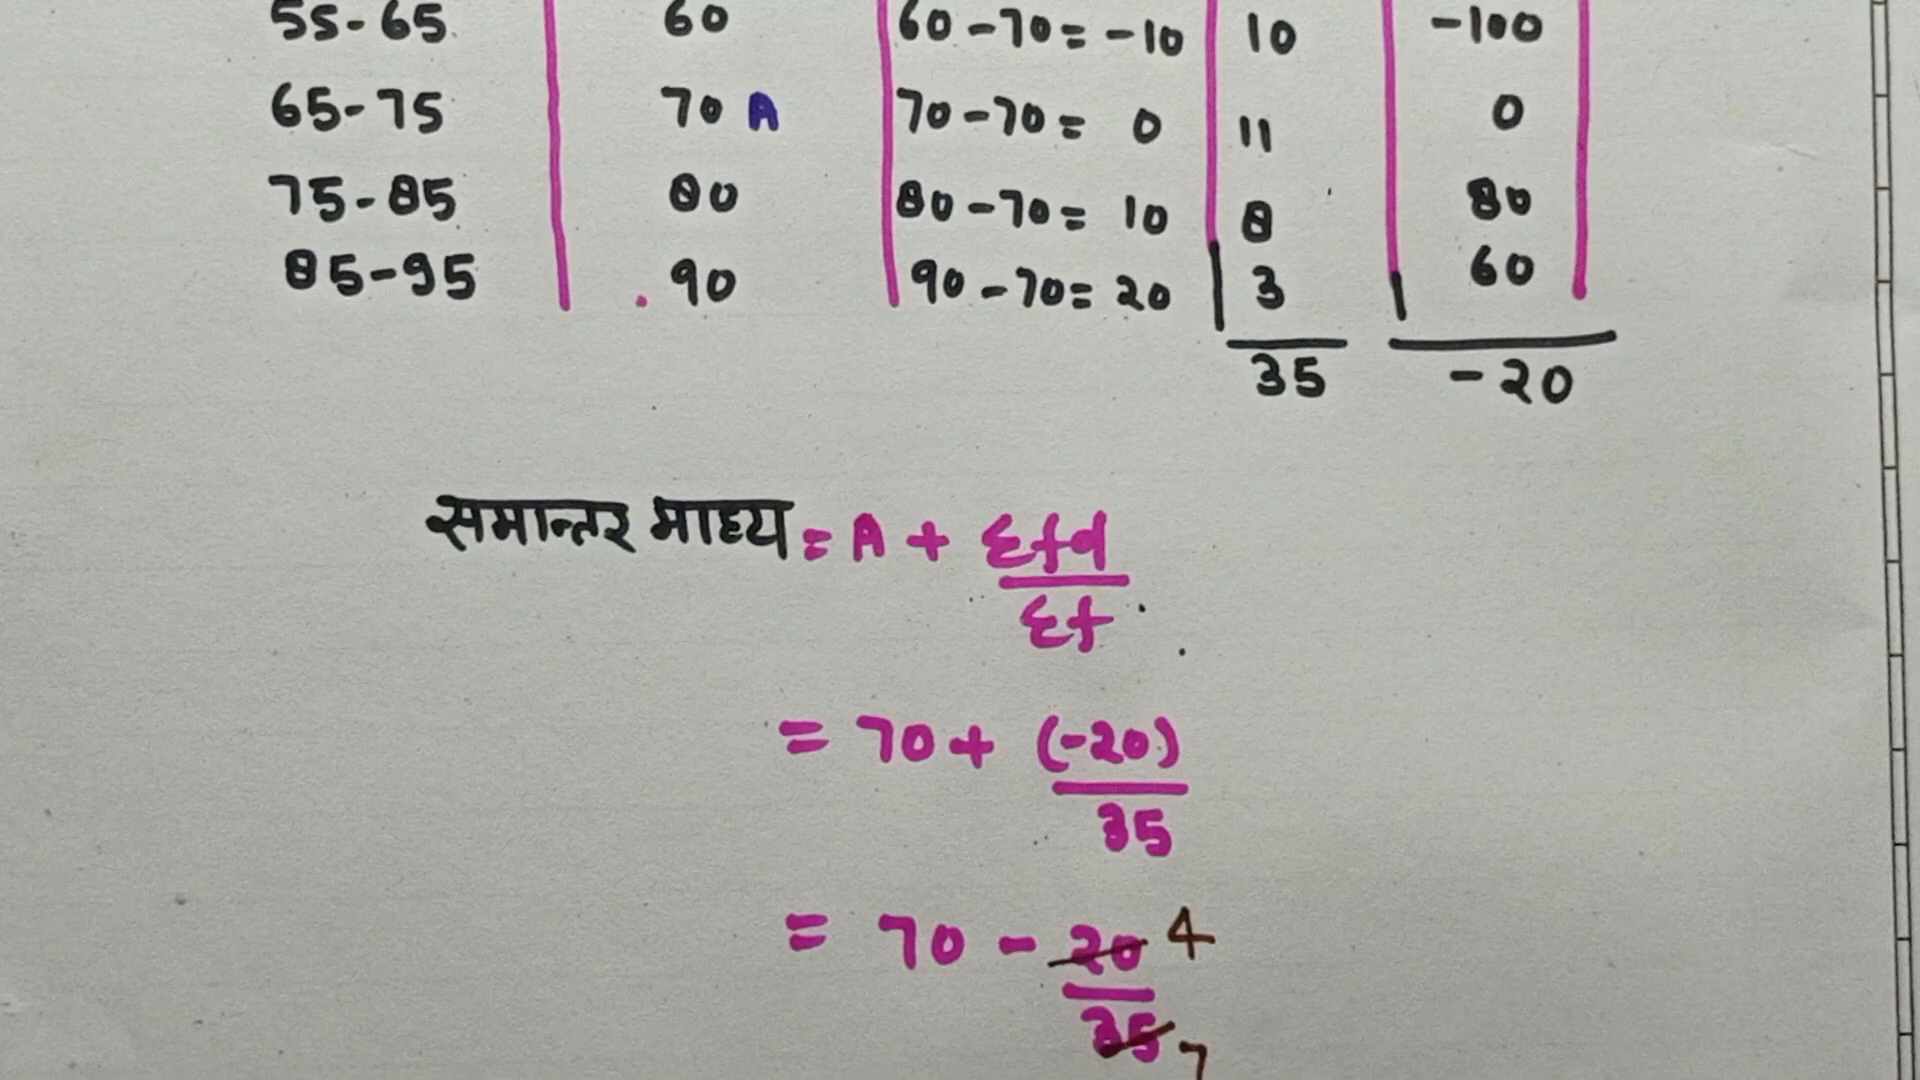 55-65 60 60-70=-10 10 -100
65-75 70 A 70-70= 0 11 0
75-85 80 80-70= 10 8 80
85-95 90 90-70= 20 3 60
35 -20
समान्तर माध्य = A + Σfd
Σf
= 70+ (-20)
35
= 70 - 20 4
35 7